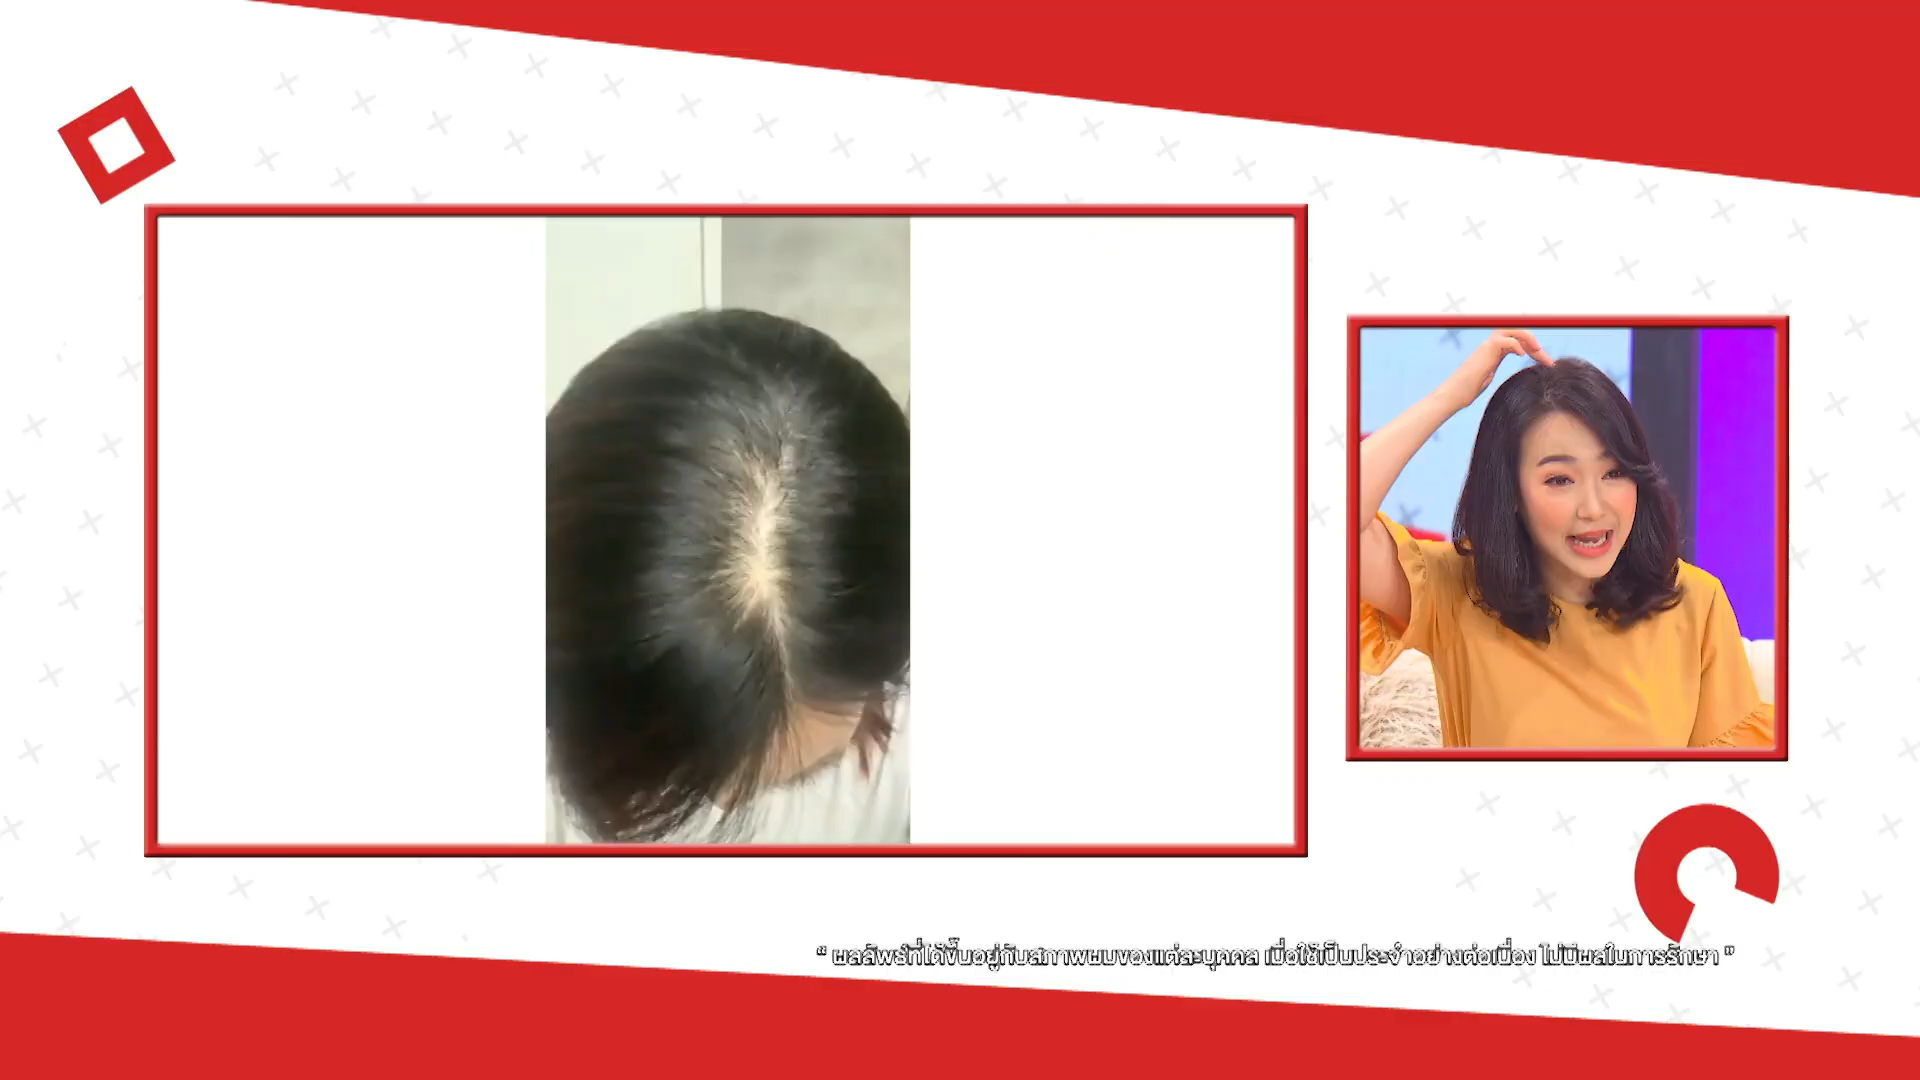 “ ผลลัพธ์ที่ได้ขึ้นอยู่กับสภาพผมของแต่ละบุคคล เมื่อใช้เป็นประจำอย่างต่อเนื่อง ไม่มีผลในการรักษา ”